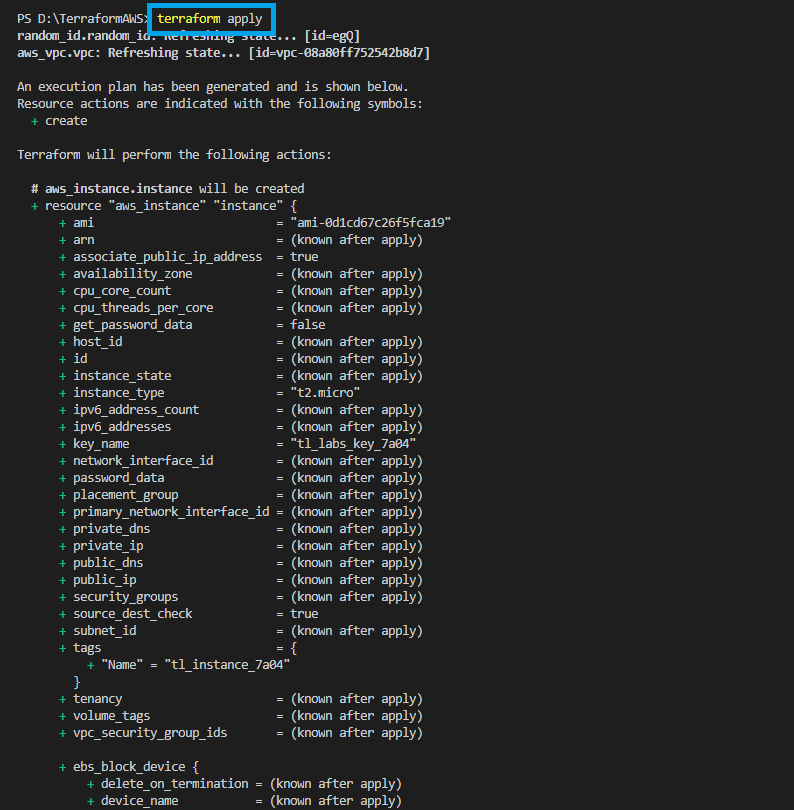 PS D:\TerraformAWS> terraform apply
random_id.random_id: Refreshing state... [id=egQ]
aws_vpc.vpc: Refreshing state... [id=vpc-08a80ff752542b8d7]
An execution plan has been generated and is shown below.
Resource actions are indicated with the following symbols:
+ create
Terraform will perform the following actions:
# aws_instance.instance will be created
+ resource "aws_instance" "instance" {
+ ami = "ami-0d1cd67c26f5fca19"
+ arn = (known after apply)
+ associate_public_ip_address = true
+ availability_zone = (known after apply)
+ cpu_core_count = (known after apply)
+ cpu_threads_per_core = (known after apply)
+ get_password_data = false
+ host_id = (known after apply)
+ id = (known after apply)
+ instance_state = (known after apply)
+ instance_type = "t2.micro"
+ ipv6_address_count = (known after apply)
+ ipv6_addresses = (known after apply)
+ key_name = "tl_labs_key_7a04"
+ network_interface_id = (known after apply)
+ password_data = (known after apply)
+ placement_group = (known after apply)
+ primary_network_interface_id = (known after apply)
+ private_dns = (known after apply)
+ private_ip = (known after apply)
+ public_dns = (known after apply)
+ public_ip = (known after apply)
+ security_groups = (known after apply)
+ source_dest_check = true
+ subnet_id = (known after apply)
+ tags = {
+ "Name" = "tl_instance_7a04"
}
+ tenancy = (known after apply)
+ volume_tags = (known after apply)
+ vpc_security_group_ids = (known after apply)
+ ebs_block_device {
+ delete_on_termination = (known after apply)
+ device_name = (known after apply)